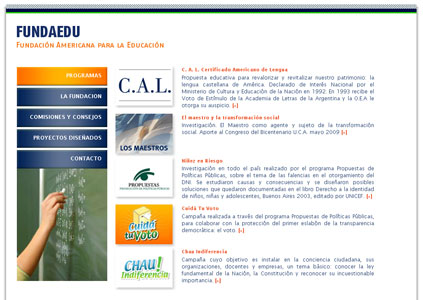 FUNDAEDU
FUNDACIÓN AMERICANA PARA LA EDUCACIÓN
PROGRAMAS
LA FUNDACION
COMISIONES Y CONSEJOS
PROYECTOS DISEÑADOS
CONTACTO
C.A.L.
C. A. L. Certificado Americano de Lengua
Propuesta educativa para revalorizar y revitalizar nuestro patrimonio: la
lengua castellana de América. Declarado de Interés Nacional por el
Ministerio de Cultura y Educación de la Nación en 1992. En 1993 recibe el
Voto de Estímulo de la Academia de Letras de la Argentina y la O.E.A le
otorga su auspicio. [+]
LOS MAESTROS
El maestro y la transformación social
Investigación. El Maestro como agente y sujeto de la transformación
social. Aporte al Congreso del Bicentenario U.C.A. mayo 2009 [+]
PROPUESTAS
Niñez en Riesgo
Investigación en todo el país realizado por el programa Propuestas de
Políticas Públicas, sobre el tema de las falencias en el otorgamiento del
DNI. Se estudiaron causas y consecuencias y se diseñaron posibles
soluciones que quedaron documentadas en el libro Derecho a la identidad
de Niños, niñas y adolescentes, Buenos Aires 2003, editado por UNICEF. [+]
Cuidá
tu voto
Cuidá Tu Voto
Campaña realizada a través del programa Propuestas de Políticas Públicas,
para colaborar con la protección del primer eslabón de la transparencia
democrática: el voto. [+]
CHAU!
Indiferencia
Chau Indiferencia
Campaña cuyo objetivo es instalar en la conciencia ciudadana, sus
organizaciones, docentes y empresas, un tema básico: conocer la ley
fundamental de la Nación, la Constitución y reconocer su incuestionable
importancia. [+]